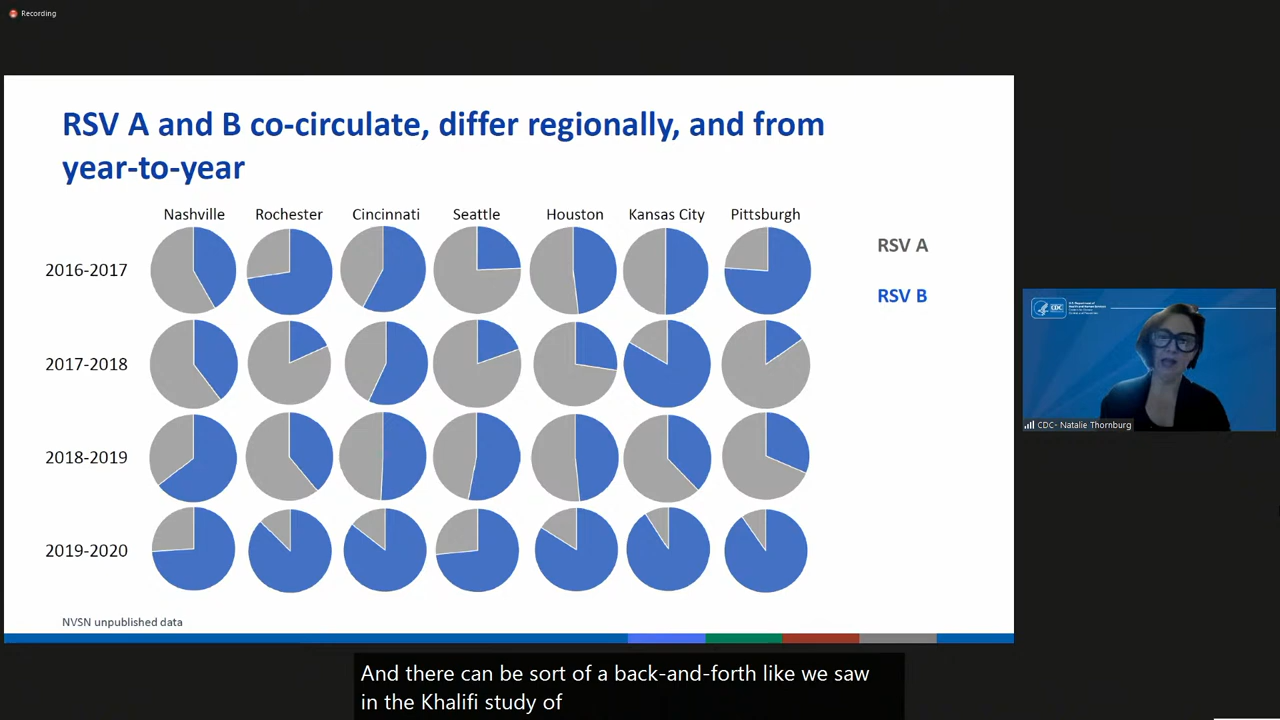 Recording
RSV A and B co-circulate, differ regionally, and from
year-to-year
Nashville Rochester Cincinnati Seattle Houston Kansas City Pittsburgh
RSV A
2016-2017
RSV B
2017-2018
2018-2019
2019-2020
NVSN unpublished data
CDC
CDC- Natalie Thornburg
And there can be sort of a back-and-forth like we saw
in the Khalifi study of